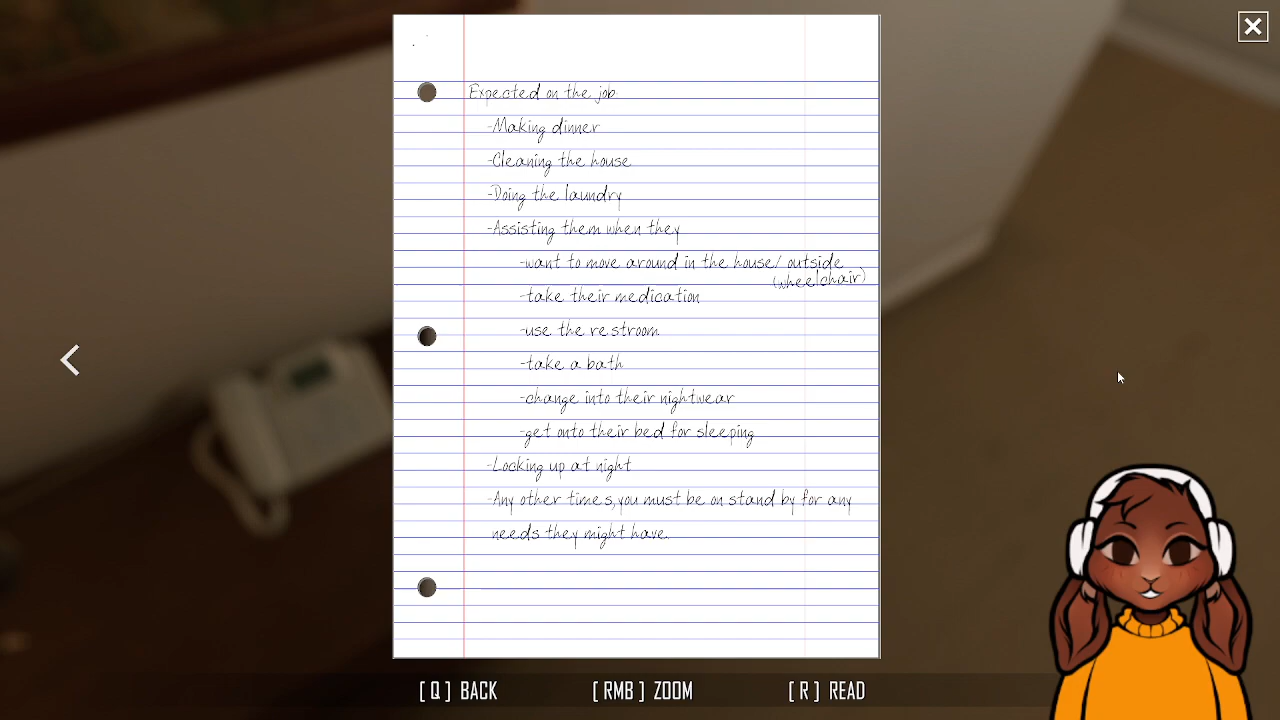 Expected on the job
-Making dinner
-Cleaning the house
-Doing the laundry
-Assisting them when they
-want to move around in the house/ outside
(wheelchair)
-take their medication
-use the restroom
-take a bath
-change into their nightwear
-get onto their bed for sleeping
-Locking up at night
-Any other times, you must be on stand by for any
needs they might have.
[ Q ] BACK [ RMB ] ZOOM [ R ] READ